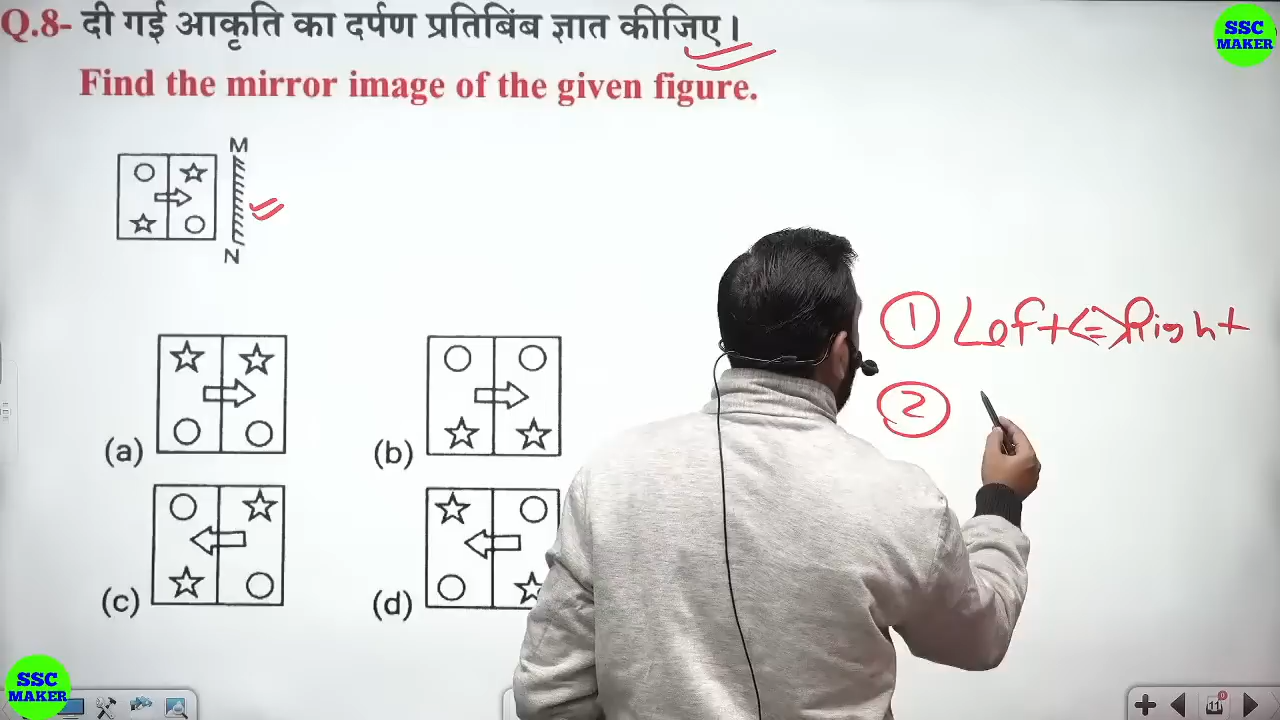 Q.8- दी गई आकृति का दर्पण प्रतिबिंब ज्ञात कीजिए।
Find the mirror image of the given figure.
SSC
MAKER
M
N
(a)
(b)
(c)
(d)
① Left<=>Right
②
SSC
MAKER
11